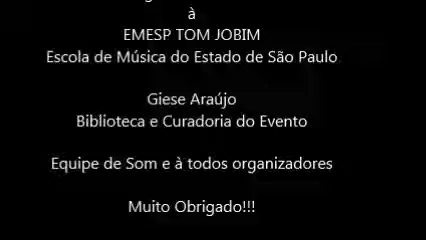 à
EMESP TOM JOBIM
Escola de Música do Estado de São Paulo
Giese Araújo
Biblioteca e Curadoria do Evento
Equipe de Som e à todos organizadores
Muito Obrigado!!!